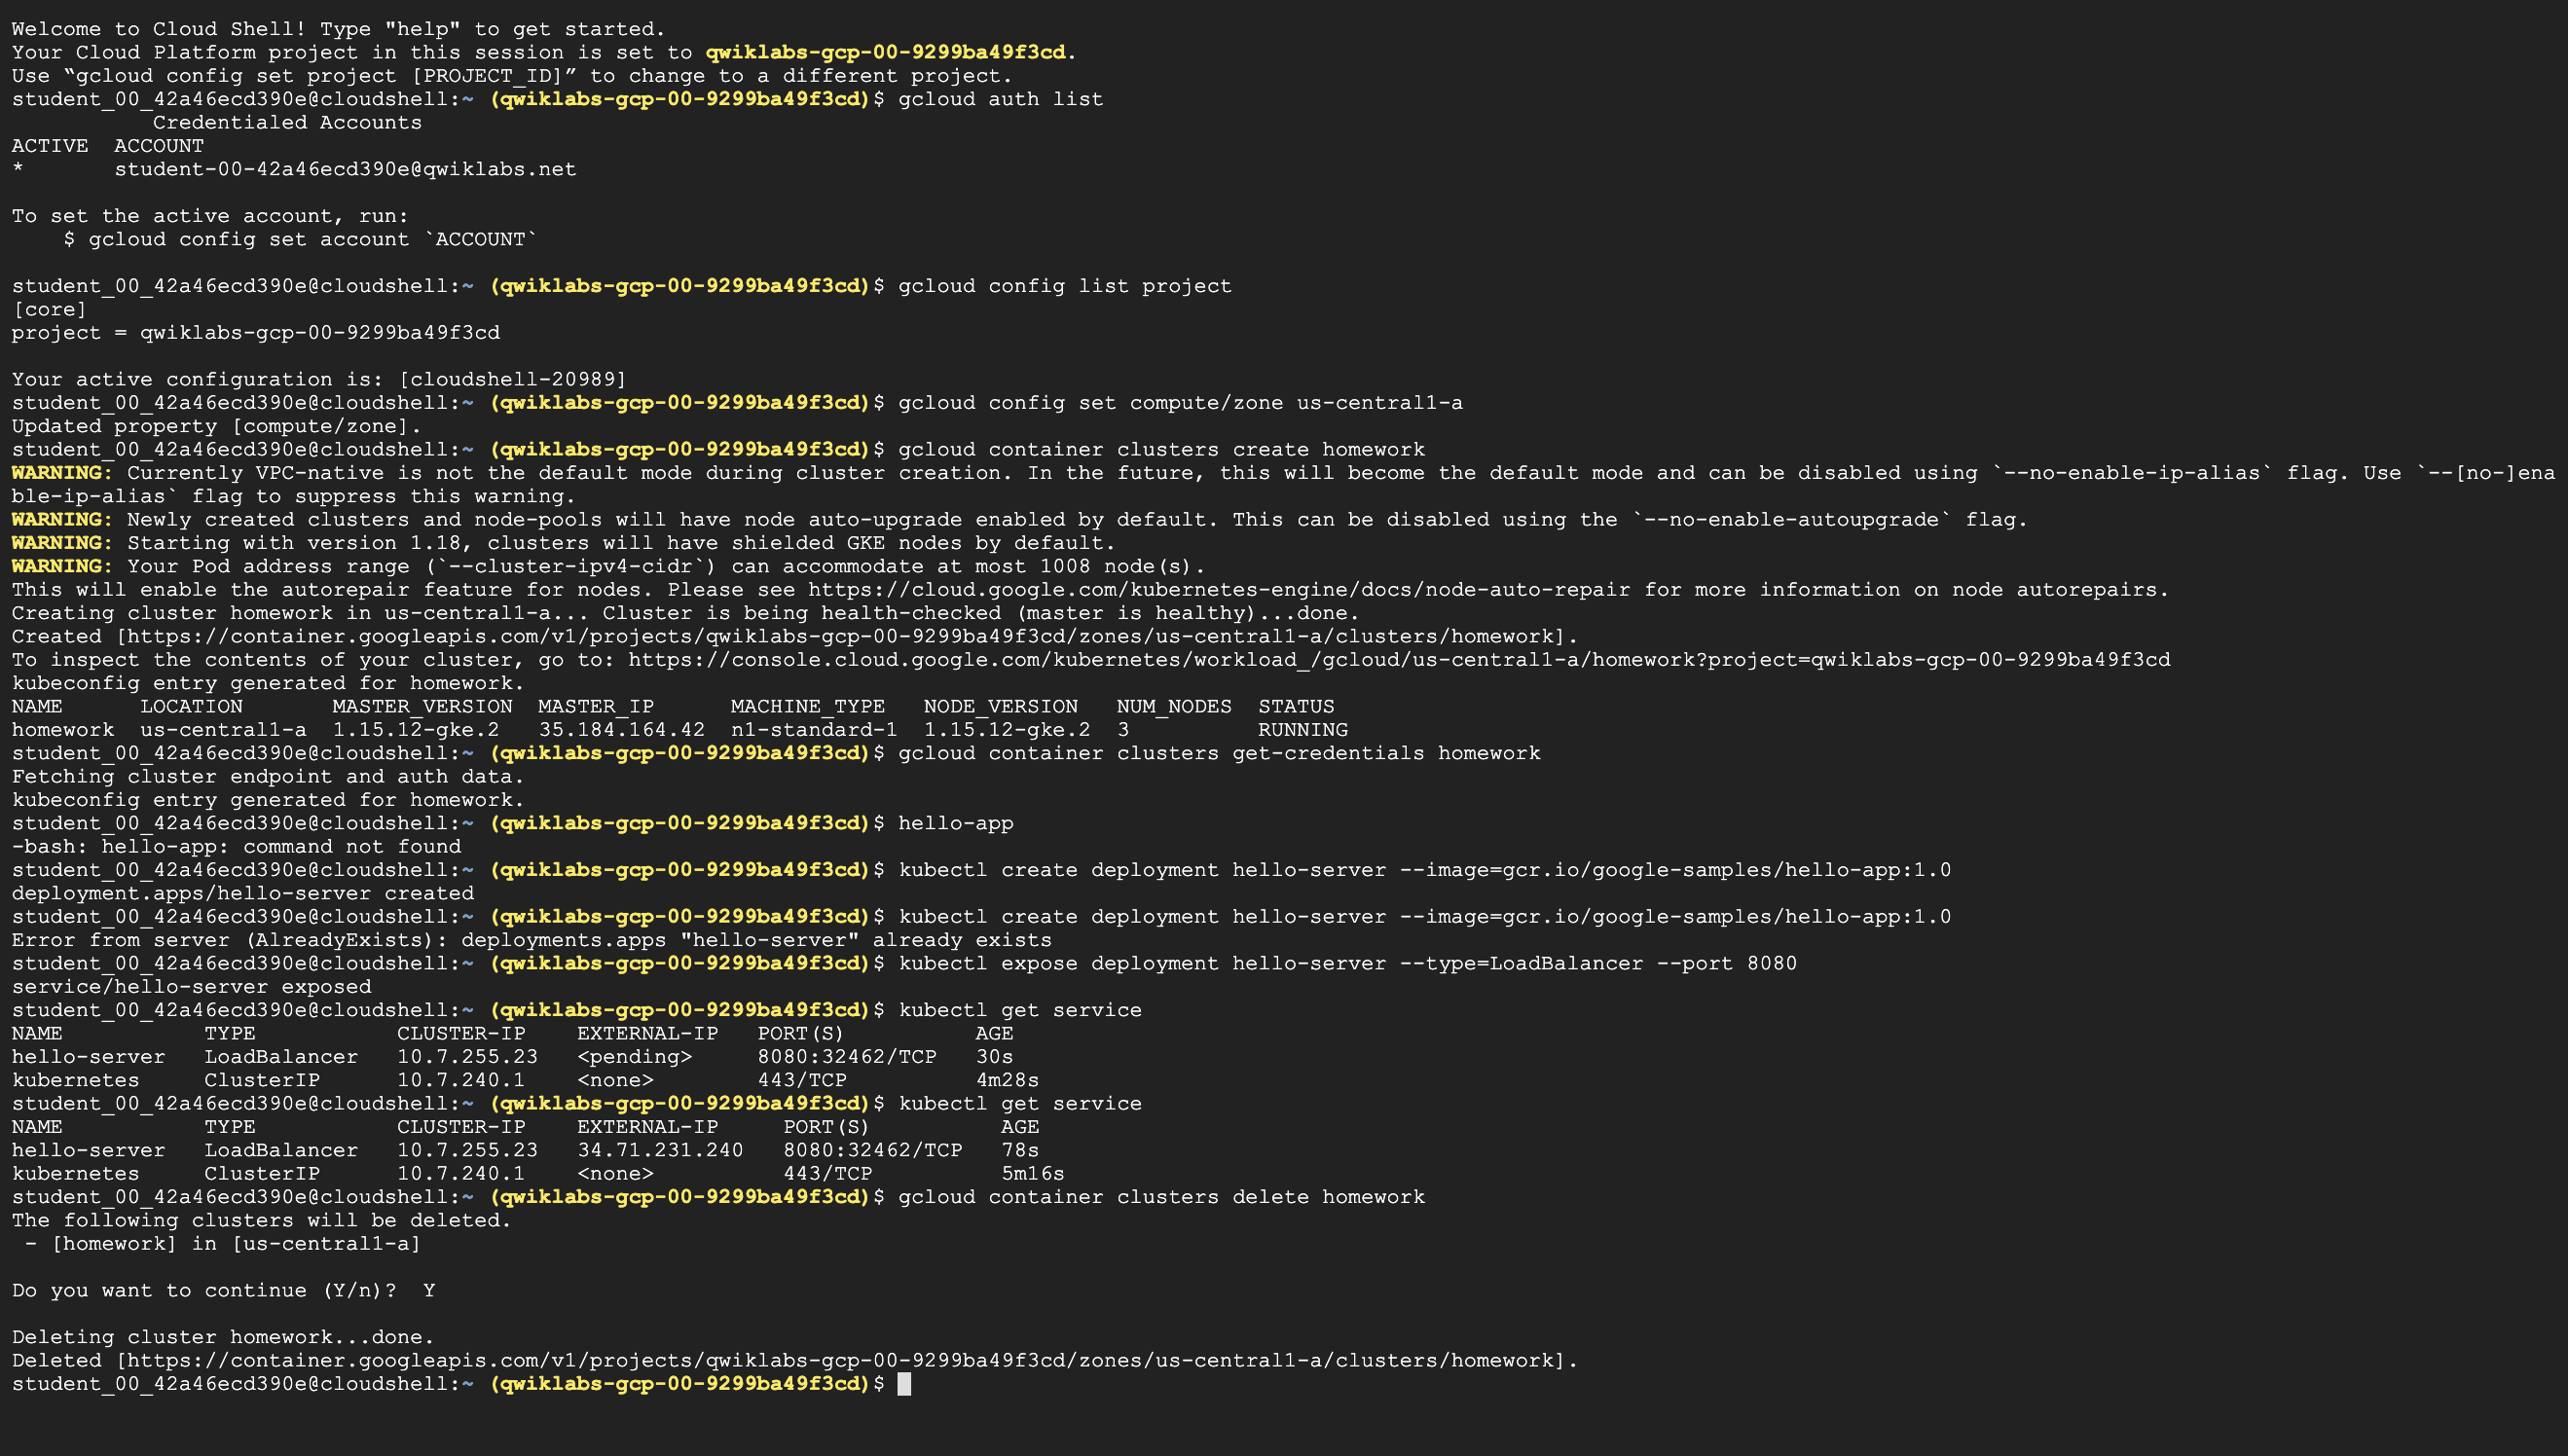 Welcome to Cloud Shell! Type "help" to get started.
Your Cloud Platform project in this session is set to qwiklabs-gcp-00-9299ba49f3cd.
Use “gcloud config set project [PROJECT_ID]” to change to a different project.
student_00_42a46ecd390e@cloudshell:~ (qwiklabs-gcp-00-9299ba49f3cd)$ gcloud auth list
           Credentialed Accounts
ACTIVE  ACCOUNT
*       student-00-42a46ecd390e@qwiklabs.net

To set the active account, run:
    $ gcloud config set account `ACCOUNT`

student_00_42a46ecd390e@cloudshell:~ (qwiklabs-gcp-00-9299ba49f3cd)$ gcloud config list project
[core]
project = qwiklabs-gcp-00-9299ba49f3cd

Your active configuration is: [cloudshell-20989]
student_00_42a46ecd390e@cloudshell:~ (qwiklabs-gcp-00-9299ba49f3cd)$ gcloud config set compute/zone us-central1-a
Updated property [compute/zone].
student_00_42a46ecd390e@cloudshell:~ (qwiklabs-gcp-00-9299ba49f3cd)$ gcloud container clusters create homework
WARNING: Currently VPC-native is not the default mode during cluster creation. In the future, this will become the default mode and can be disabled using `--no-enable-ip-alias` flag. Use `--[no-]ena
ble-ip-alias` flag to suppress this warning.
WARNING: Newly created clusters and node-pools will have node auto-upgrade enabled by default. This can be disabled using the `--no-enable-autoupgrade` flag.
WARNING: Starting with version 1.18, clusters will have shielded GKE nodes by default.
WARNING: Your Pod address range (`--cluster-ipv4-cidr`) can accommodate at most 1008 node(s).
This will enable the autorepair feature for nodes. Please see https://cloud.google.com/kubernetes-engine/docs/node-auto-repair for more information on node autorepairs.
Creating cluster homework in us-central1-a... Cluster is being health-checked (master is healthy)...done.
Created [https://container.googleapis.com/v1/projects/qwiklabs-gcp-00-9299ba49f3cd/zones/us-central1-a/clusters/homework].
To inspect the contents of your cluster, go to: https://console.cloud.google.com/kubernetes/workload_/gcloud/us-central1-a/homework?project=qwiklabs-gcp-00-9299ba49f3cd
kubeconfig entry generated for homework.
NAME      LOCATION       MASTER_VERSION  MASTER_IP      MACHINE_TYPE   NODE_VERSION   NUM_NODES  STATUS
homework  us-central1-a  1.15.12-gke.2   35.184.164.42  n1-standard-1  1.15.12-gke.2  3          RUNNING
student_00_42a46ecd390e@cloudshell:~ (qwiklabs-gcp-00-9299ba49f3cd)$ gcloud container clusters get-credentials homework
Fetching cluster endpoint and auth data.
kubeconfig entry generated for homework.
student_00_42a46ecd390e@cloudshell:~ (qwiklabs-gcp-00-9299ba49f3cd)$ hello-app
-bash: hello-app: command not found
student_00_42a46ecd390e@cloudshell:~ (qwiklabs-gcp-00-9299ba49f3cd)$ kubectl create deployment hello-server --image=gcr.io/google-samples/hello-app:1.0
deployment.apps/hello-server created
student_00_42a46ecd390e@cloudshell:~ (qwiklabs-gcp-00-9299ba49f3cd)$ kubectl create deployment hello-server --image=gcr.io/google-samples/hello-app:1.0
Error from server (AlreadyExists): deployments.apps "hello-server" already exists
student_00_42a46ecd390e@cloudshell:~ (qwiklabs-gcp-00-9299ba49f3cd)$ kubectl expose deployment hello-server --type=LoadBalancer --port 8080
service/hello-server exposed
student_00_42a46ecd390e@cloudshell:~ (qwiklabs-gcp-00-9299ba49f3cd)$ kubectl get service
NAME           TYPE           CLUSTER-IP    EXTERNAL-IP   PORT(S)          AGE
hello-server   LoadBalancer   10.7.255.23   <pending>     8080:32462/TCP   30s
kubernetes     ClusterIP      10.7.240.1    <none>        443/TCP          4m28s
student_00_42a46ecd390e@cloudshell:~ (qwiklabs-gcp-00-9299ba49f3cd)$ kubectl get service
NAME           TYPE           CLUSTER-IP    EXTERNAL-IP     PORT(S)          AGE
hello-server   LoadBalancer   10.7.255.23   34.71.231.240   8080:32462/TCP   78s
kubernetes     ClusterIP      10.7.240.1    <none>          443/TCP          5m16s
student_00_42a46ecd390e@cloudshell:~ (qwiklabs-gcp-00-9299ba49f3cd)$ gcloud container clusters delete homework
The following clusters will be deleted.
 - [homework] in [us-central1-a]

Do you want to continue (Y/n)?  Y

Deleting cluster homework...done.
Deleted [https://container.googleapis.com/v1/projects/qwiklabs-gcp-00-9299ba49f3cd/zones/us-central1-a/clusters/homework].
student_00_42a46ecd390e@cloudshell:~ (qwiklabs-gcp-00-9299ba49f3cd)$